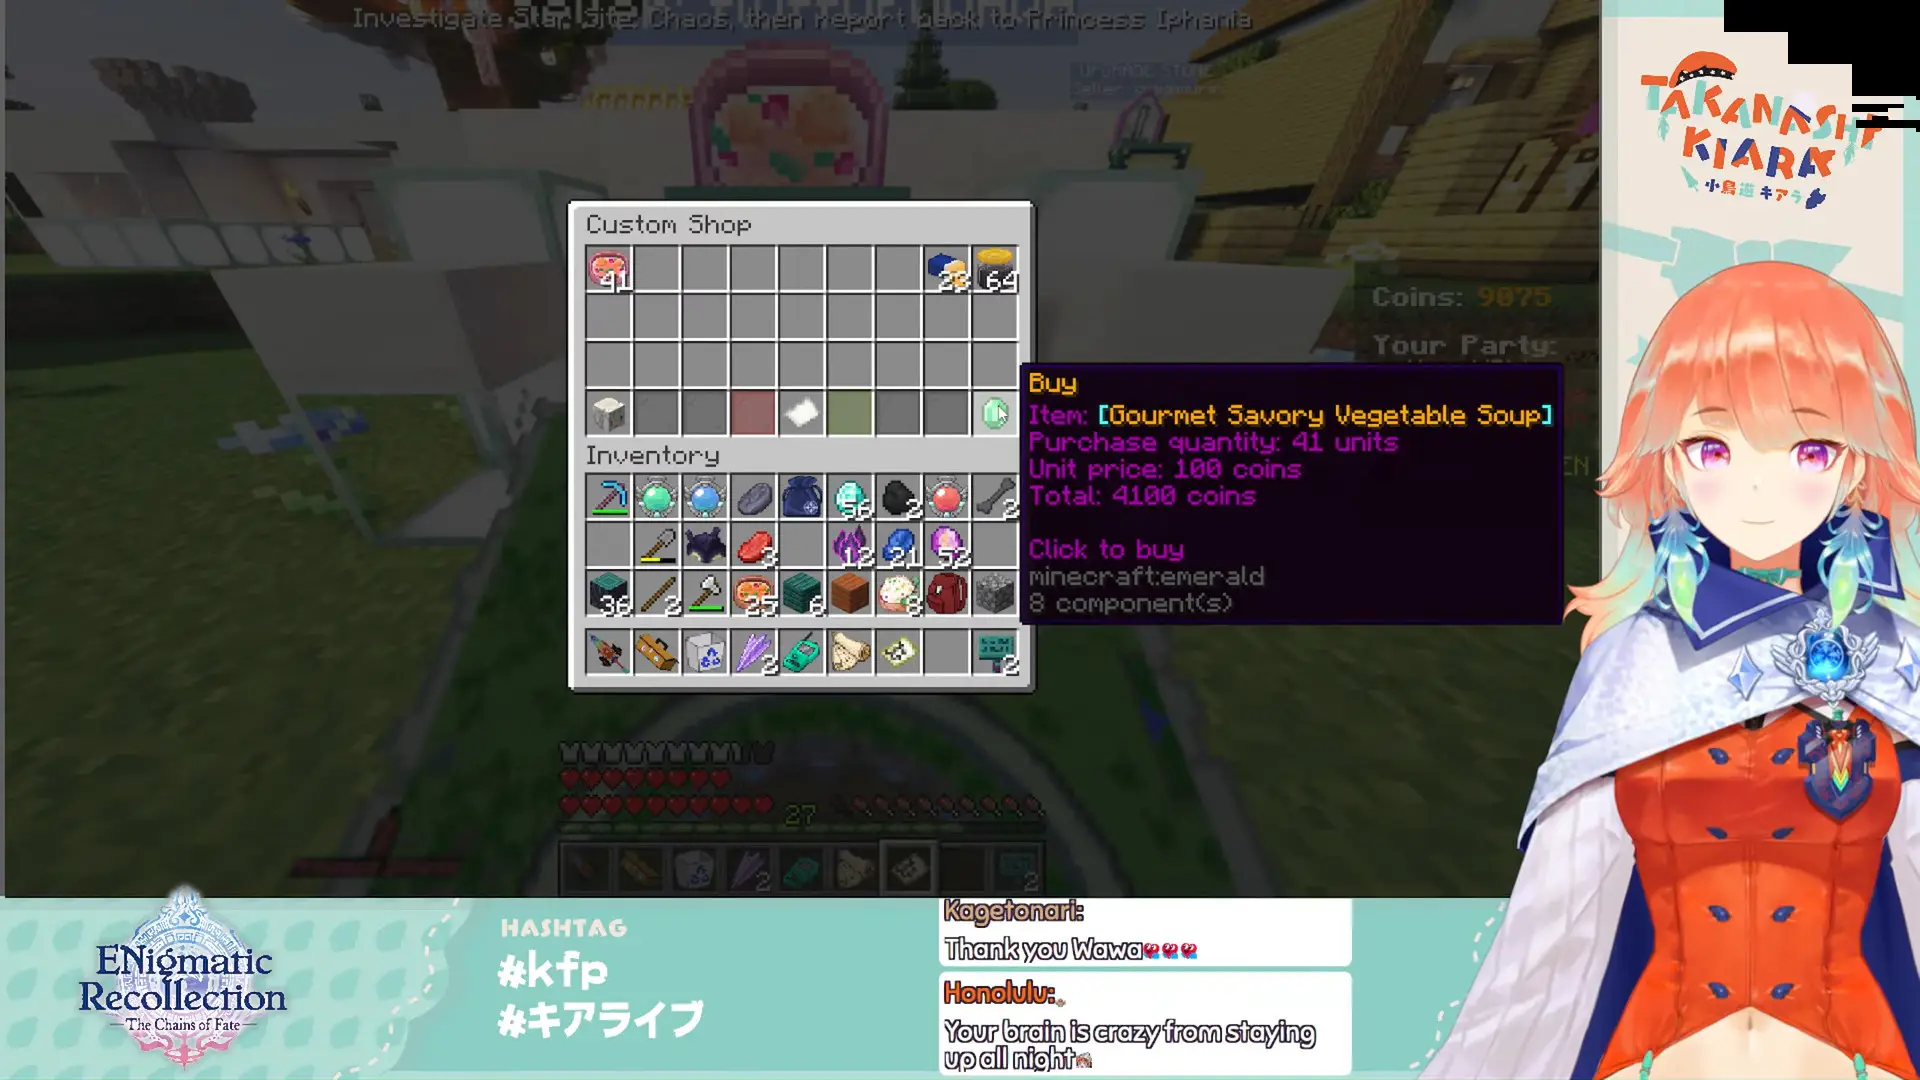 Investigate Star Site: Chaos, then report back to Princess Iphania
Custom Shop
41
28
64
Coins: 9075
Your Party:
Buy
Item: [Gourmet Savory Vegetable Soup]
Purchase quantity: 41 units
Unit price: 100 coins
Total: 4100 coins
Click to buy
minecraft:emerald
8 component(s)
Inventory
56
2
2
3
12
21
52
36
2
25
6
8
2
2
27
2
2
TAKANASHI
KIARA
小鳥遊キアラ
ENigmatic
Recollection
The Chains of Fate
HASHTAG
#kfp
#キアライブ
Kagetonari:
Thank you Wawa
Honolulu:
Your brain is crazy from staying
up all night